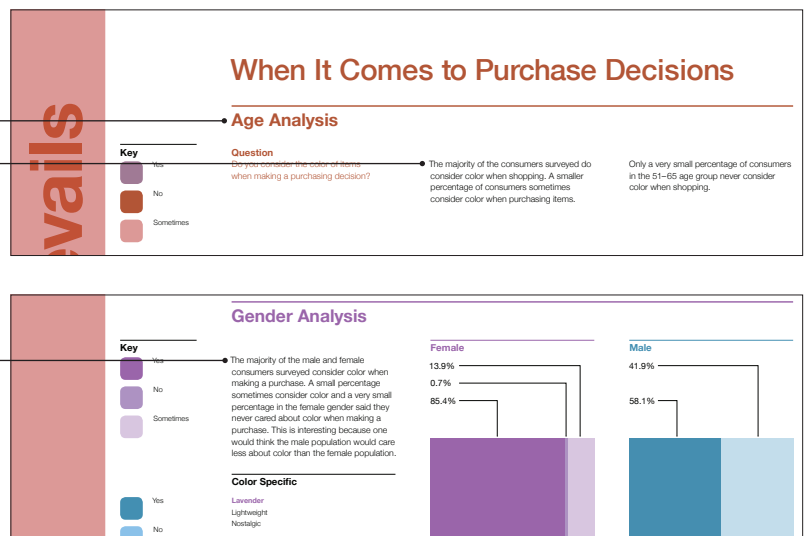 evails
When It Comes to Purchase Decisions
Age Analysis
Key
Yes
No
Sometimes
Question
Do you consider the color of items
when making a purchasing decision?
The majority of the consumers surveyed do
consider color when shopping. A smaller
percentage of consumers sometimes
consider color when purchasing items.
Only a very small percentage of consumers
in the 51–65 age group never consider
color when shopping.
Gender Analysis
Key
Yes
No
Sometimes
Yes
No
The majority of the male and female
consumers surveyed consider color when
making a purchase. A small percentage
sometimes consider color and a very small
percentage in the female gender said they
never cared about color when making a
purchase. This is interesting because one
would think the male population would care
less about color than the female population.
Color Specific
Lavender
Lightweight
Nostalgic
Female
13.9%
0.7%
85.4%
Male
41.9%
58.1%